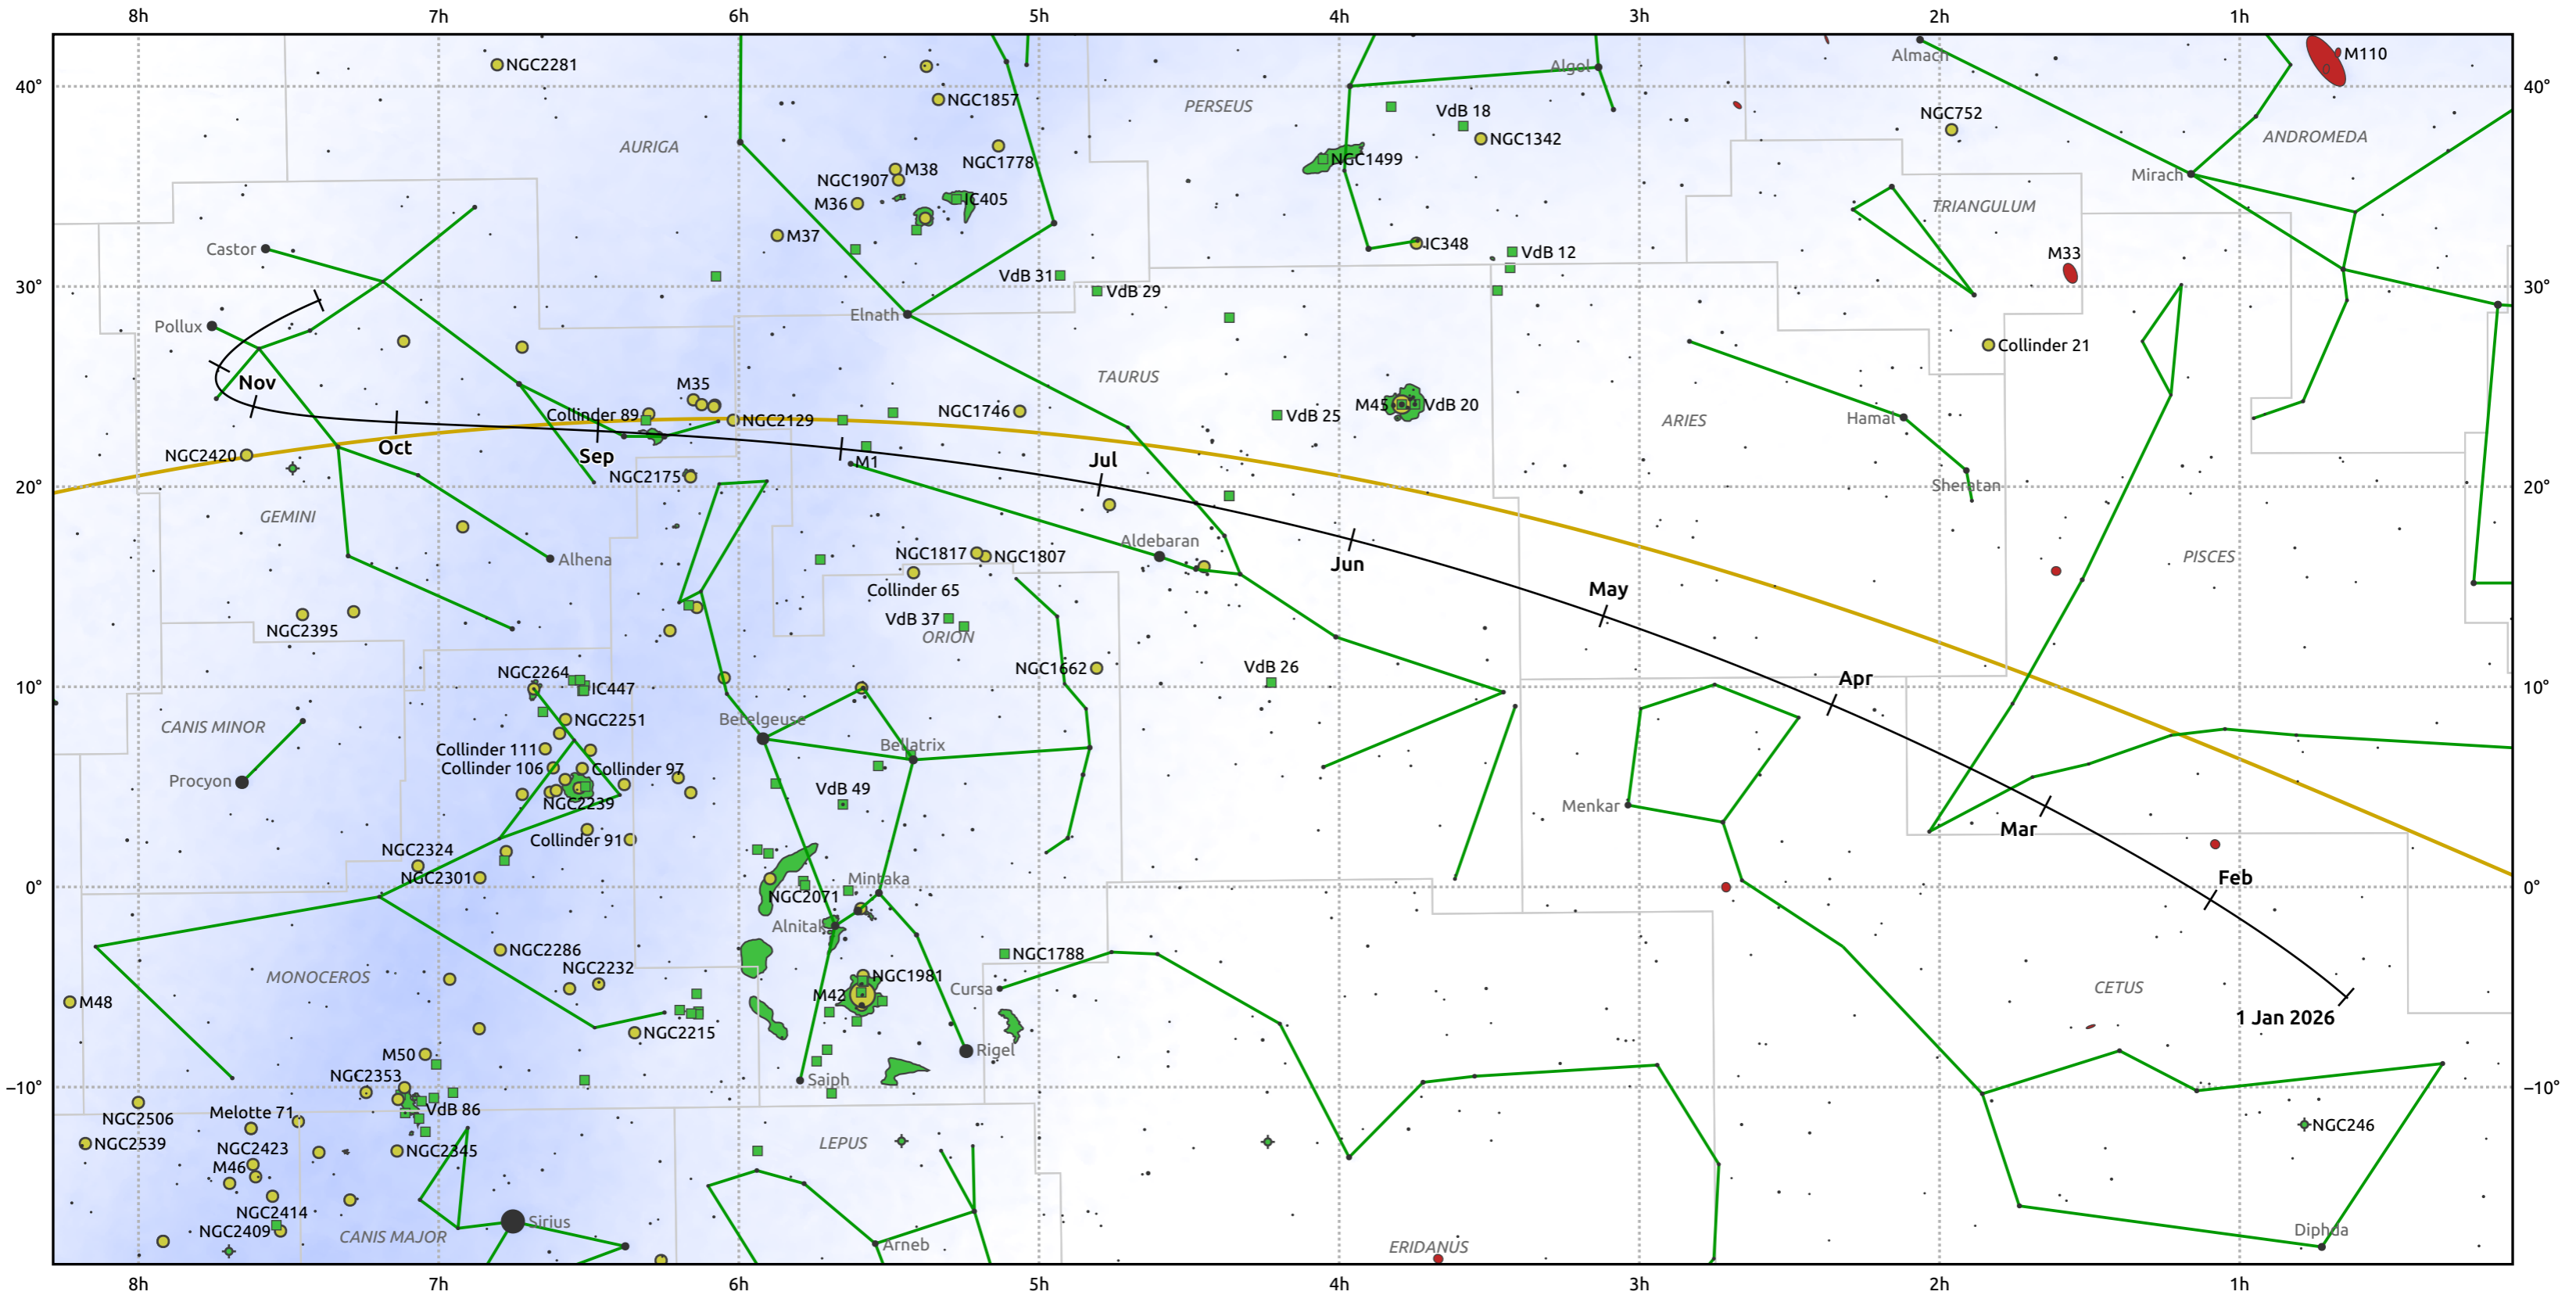 8h 7h 6h 5h 4h 3h 2h 1h
Almach M110
NGC2281 Algol
40° 40°
NGC1857 PERSEUS VdB 18 NGC752
ANDROMEDA
AURIGA NGC1342
NGC1778 NGC1499
M38
NGC1907 Mirach
IC405
M36 TRIANGULUM
M37
Castor IC348 VdB 12 M33
VdB 31
30° VdB 29 30°
Elnath
Pollux
Collinder 21
TAURUS
Nov M35
M45 VdB 20
Collinder 89 NGC1746 VdB 25 ARIES Hamal
NGC2129
Oct
NGC2420 Sep M1 Jul
NGC2175
20° Sheratan 20°
GEMINI
Aldebaran
Alhena NGC1817 NGC1807 Jun PISCES
Collinder 65 May
VdB 37
NGC2395 ORION
NGC2264 NGC1662 VdB 26
10° IC447 Apr 10°
CANIS MINOR NGC2251 Betelgeuse
Collinder 111 Bellatrix
Collinder 106 Collinder 97
Procyon VdB 49
NGC2239 Menkar
Mar
Collinder 91
NGC2324
NGC2301 Mintaka Feb
0° 0°
NGC2071
Alnitak
NGC2286 NGC1788
MONOCEROS NGC2232 NGC1981
Cursa CETUS
M48 M42
1 Jan 2026
NGC2215
M50 Rigel
NGC2353 Saiph
−10° −10°
NGC2506 Melotte 71 VdB 86
NGC246
NGC2539 NGC2423 NGC2345 LEPUS
M46
NGC2414
NGC2409 CANIS MAJOR Sirius Arneb ERIDANUS Diphda
8h 7h 6h 5h 4h 3h 2h 1h